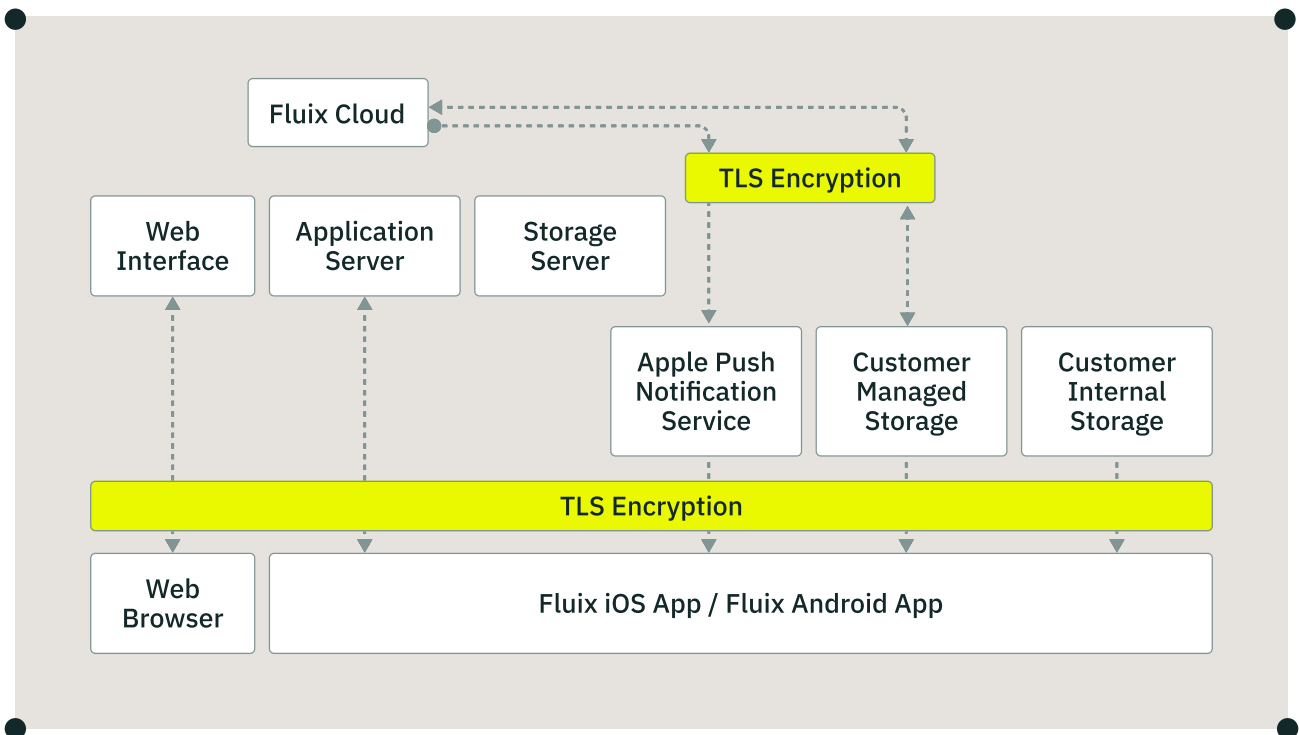 Fluix Cloud
TLS Encryption
Web
Interface
Application
Server
Storage
Server
Apple Push
Notification
Service
Customer
Managed
Storage
Customer
Internal
Storage
TLS Encryption
Web
Browser
Fluix iOS App / Fluix Android App